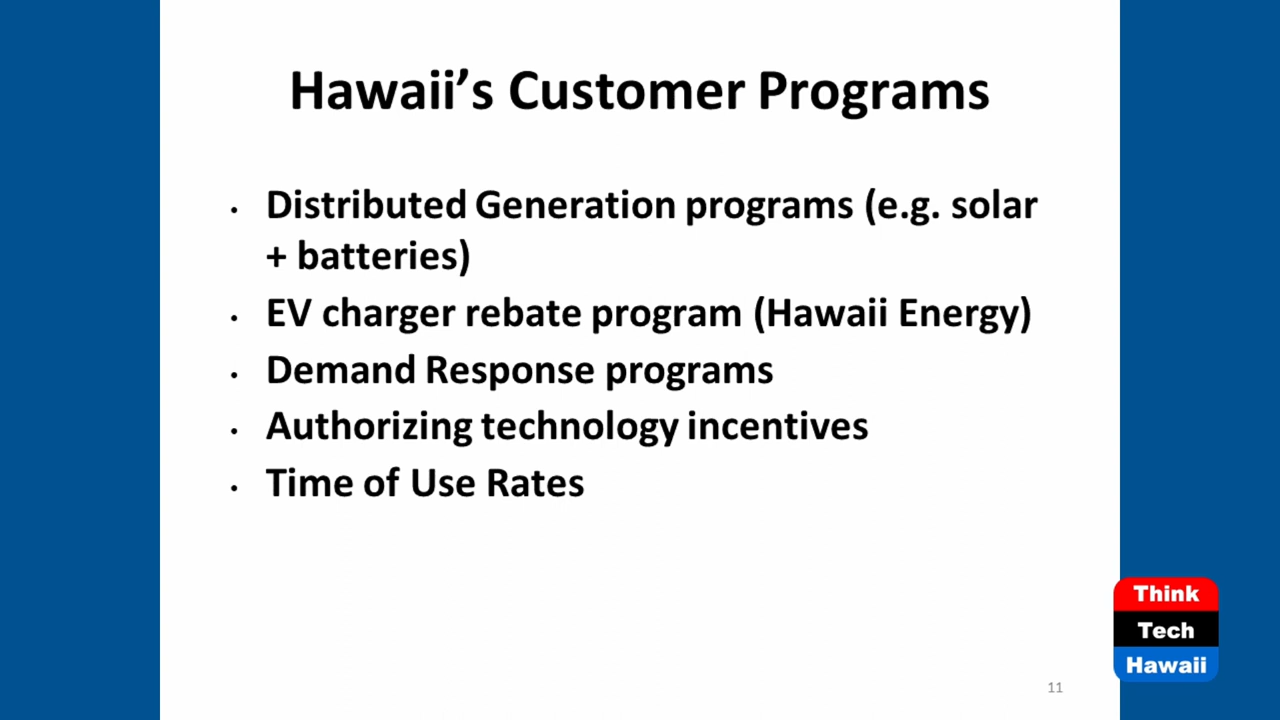 Hawaii’s Customer Programs
• Distributed Generation programs (e.g. solar
+ batteries)
• EV charger rebate program (Hawaii Energy)
• Demand Response programs
• Authorizing technology incentives
• Time of Use Rates
Think
Tech
Hawaii
11